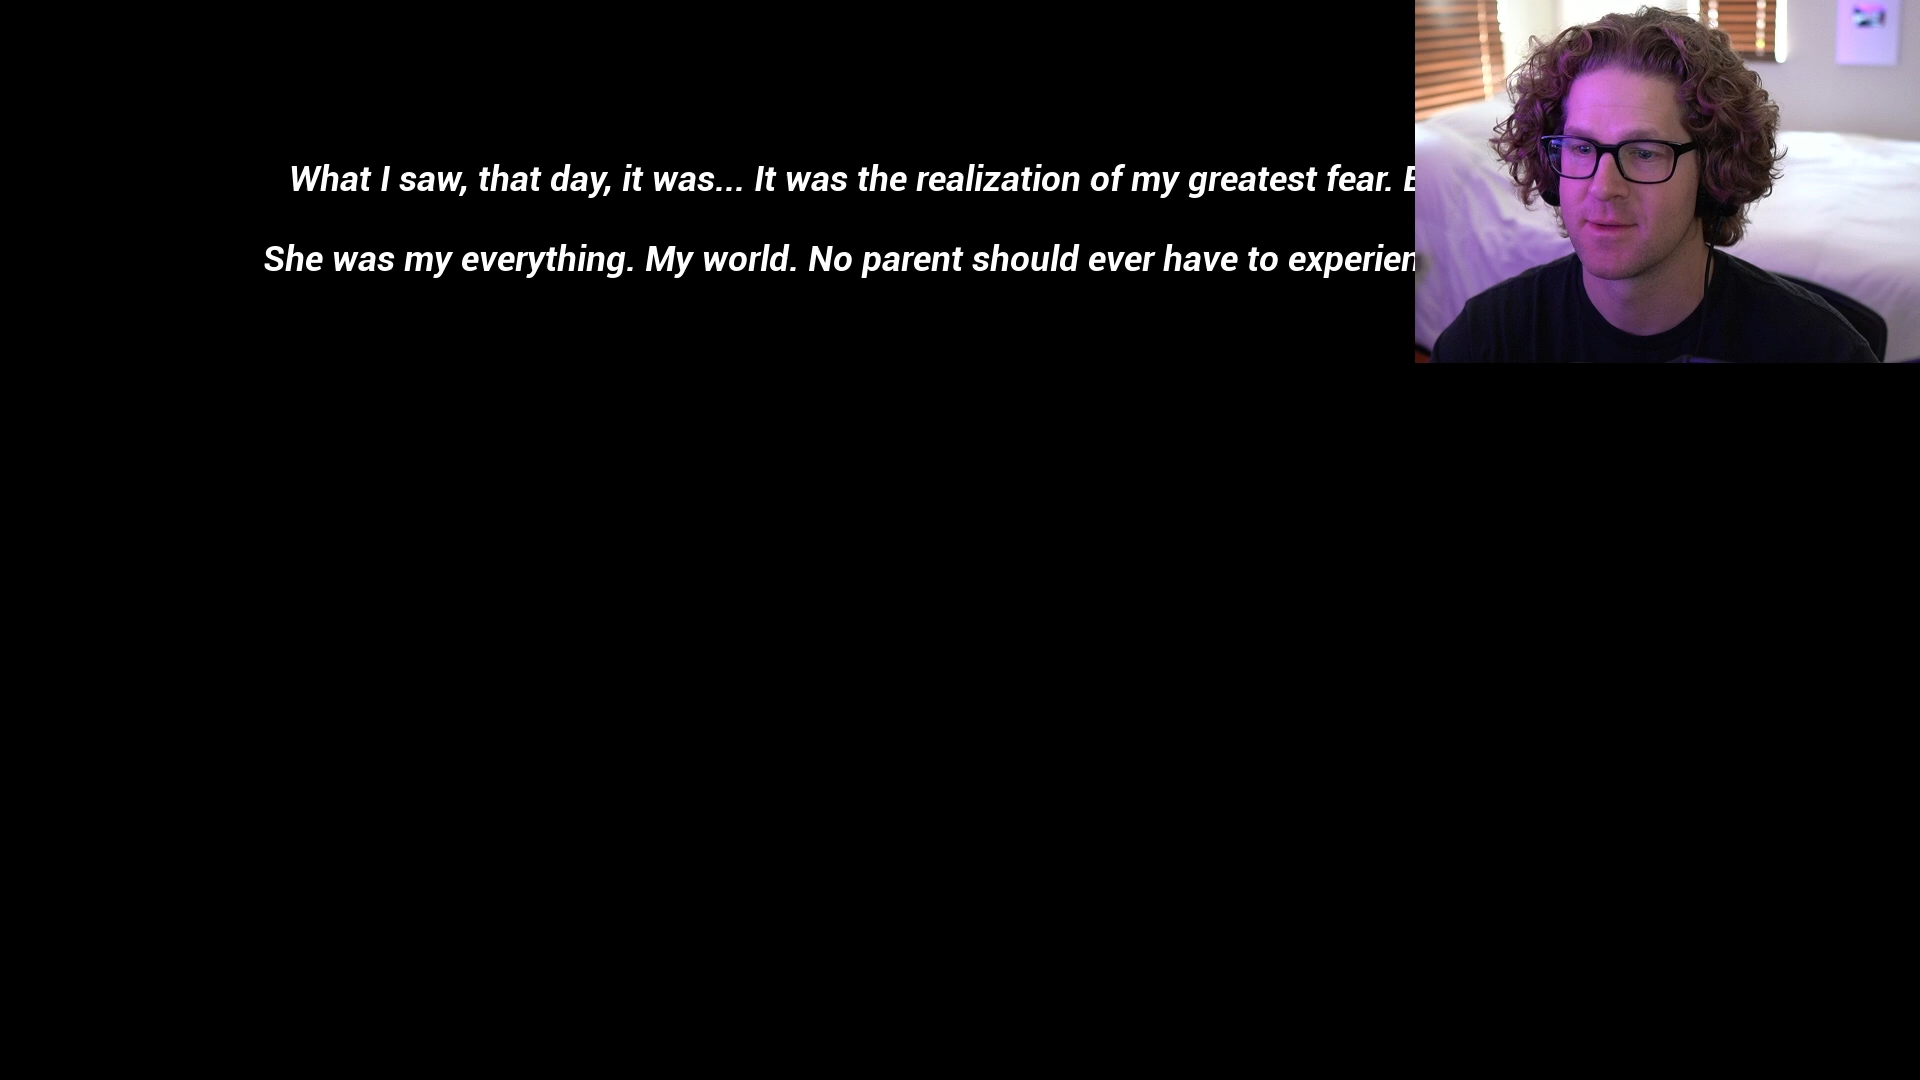 What I saw, that day, it was... It was the realization of my greatest fear.
She was my everything. My world. No parent should ever have to